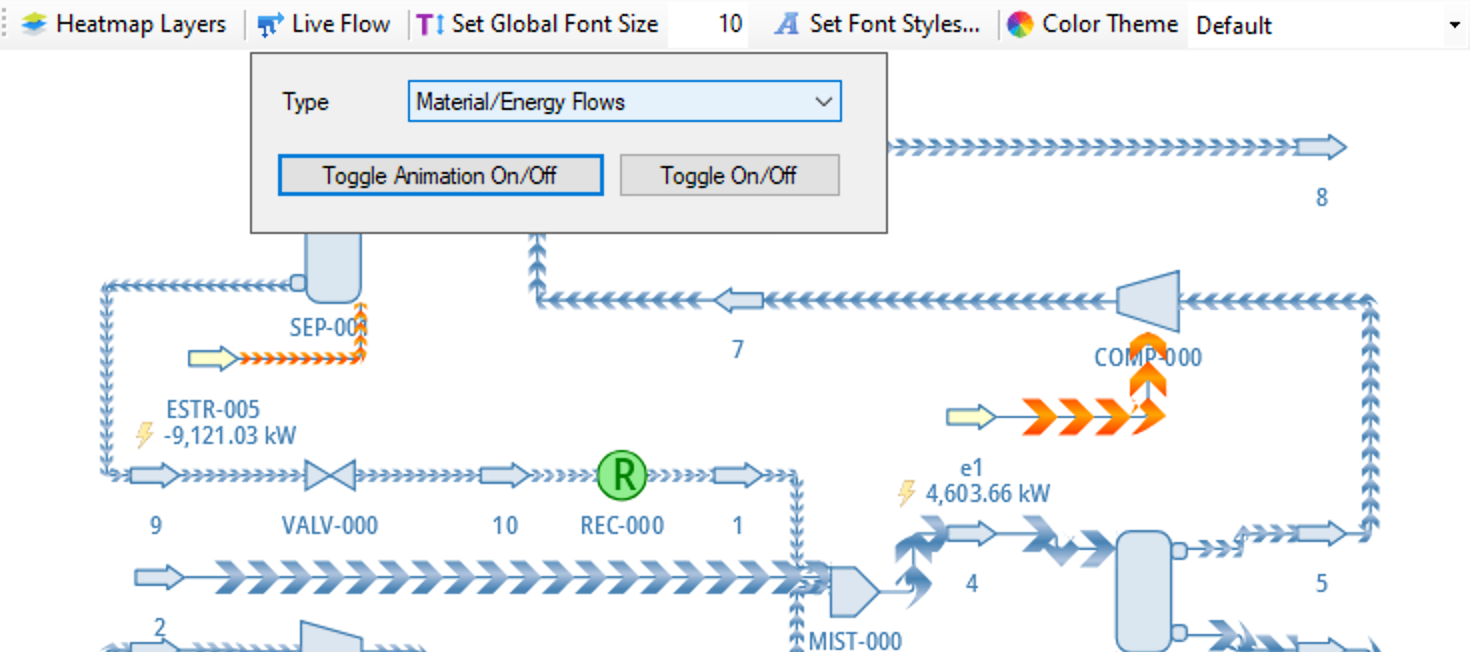 Heatmap Layers Live Flow Set Global Font Size 10 Set Font Styles... Color Theme Default
Type Material/Energy Flows
Toggle Animation On/Off Toggle On/Off
8
SEP-001
7
COMP-000
ESTR-005
-9,121.03 kW
e1
4,603.66 kW
R
9 VALV-000 10 REC-000 1
4 5
2
MIST-000